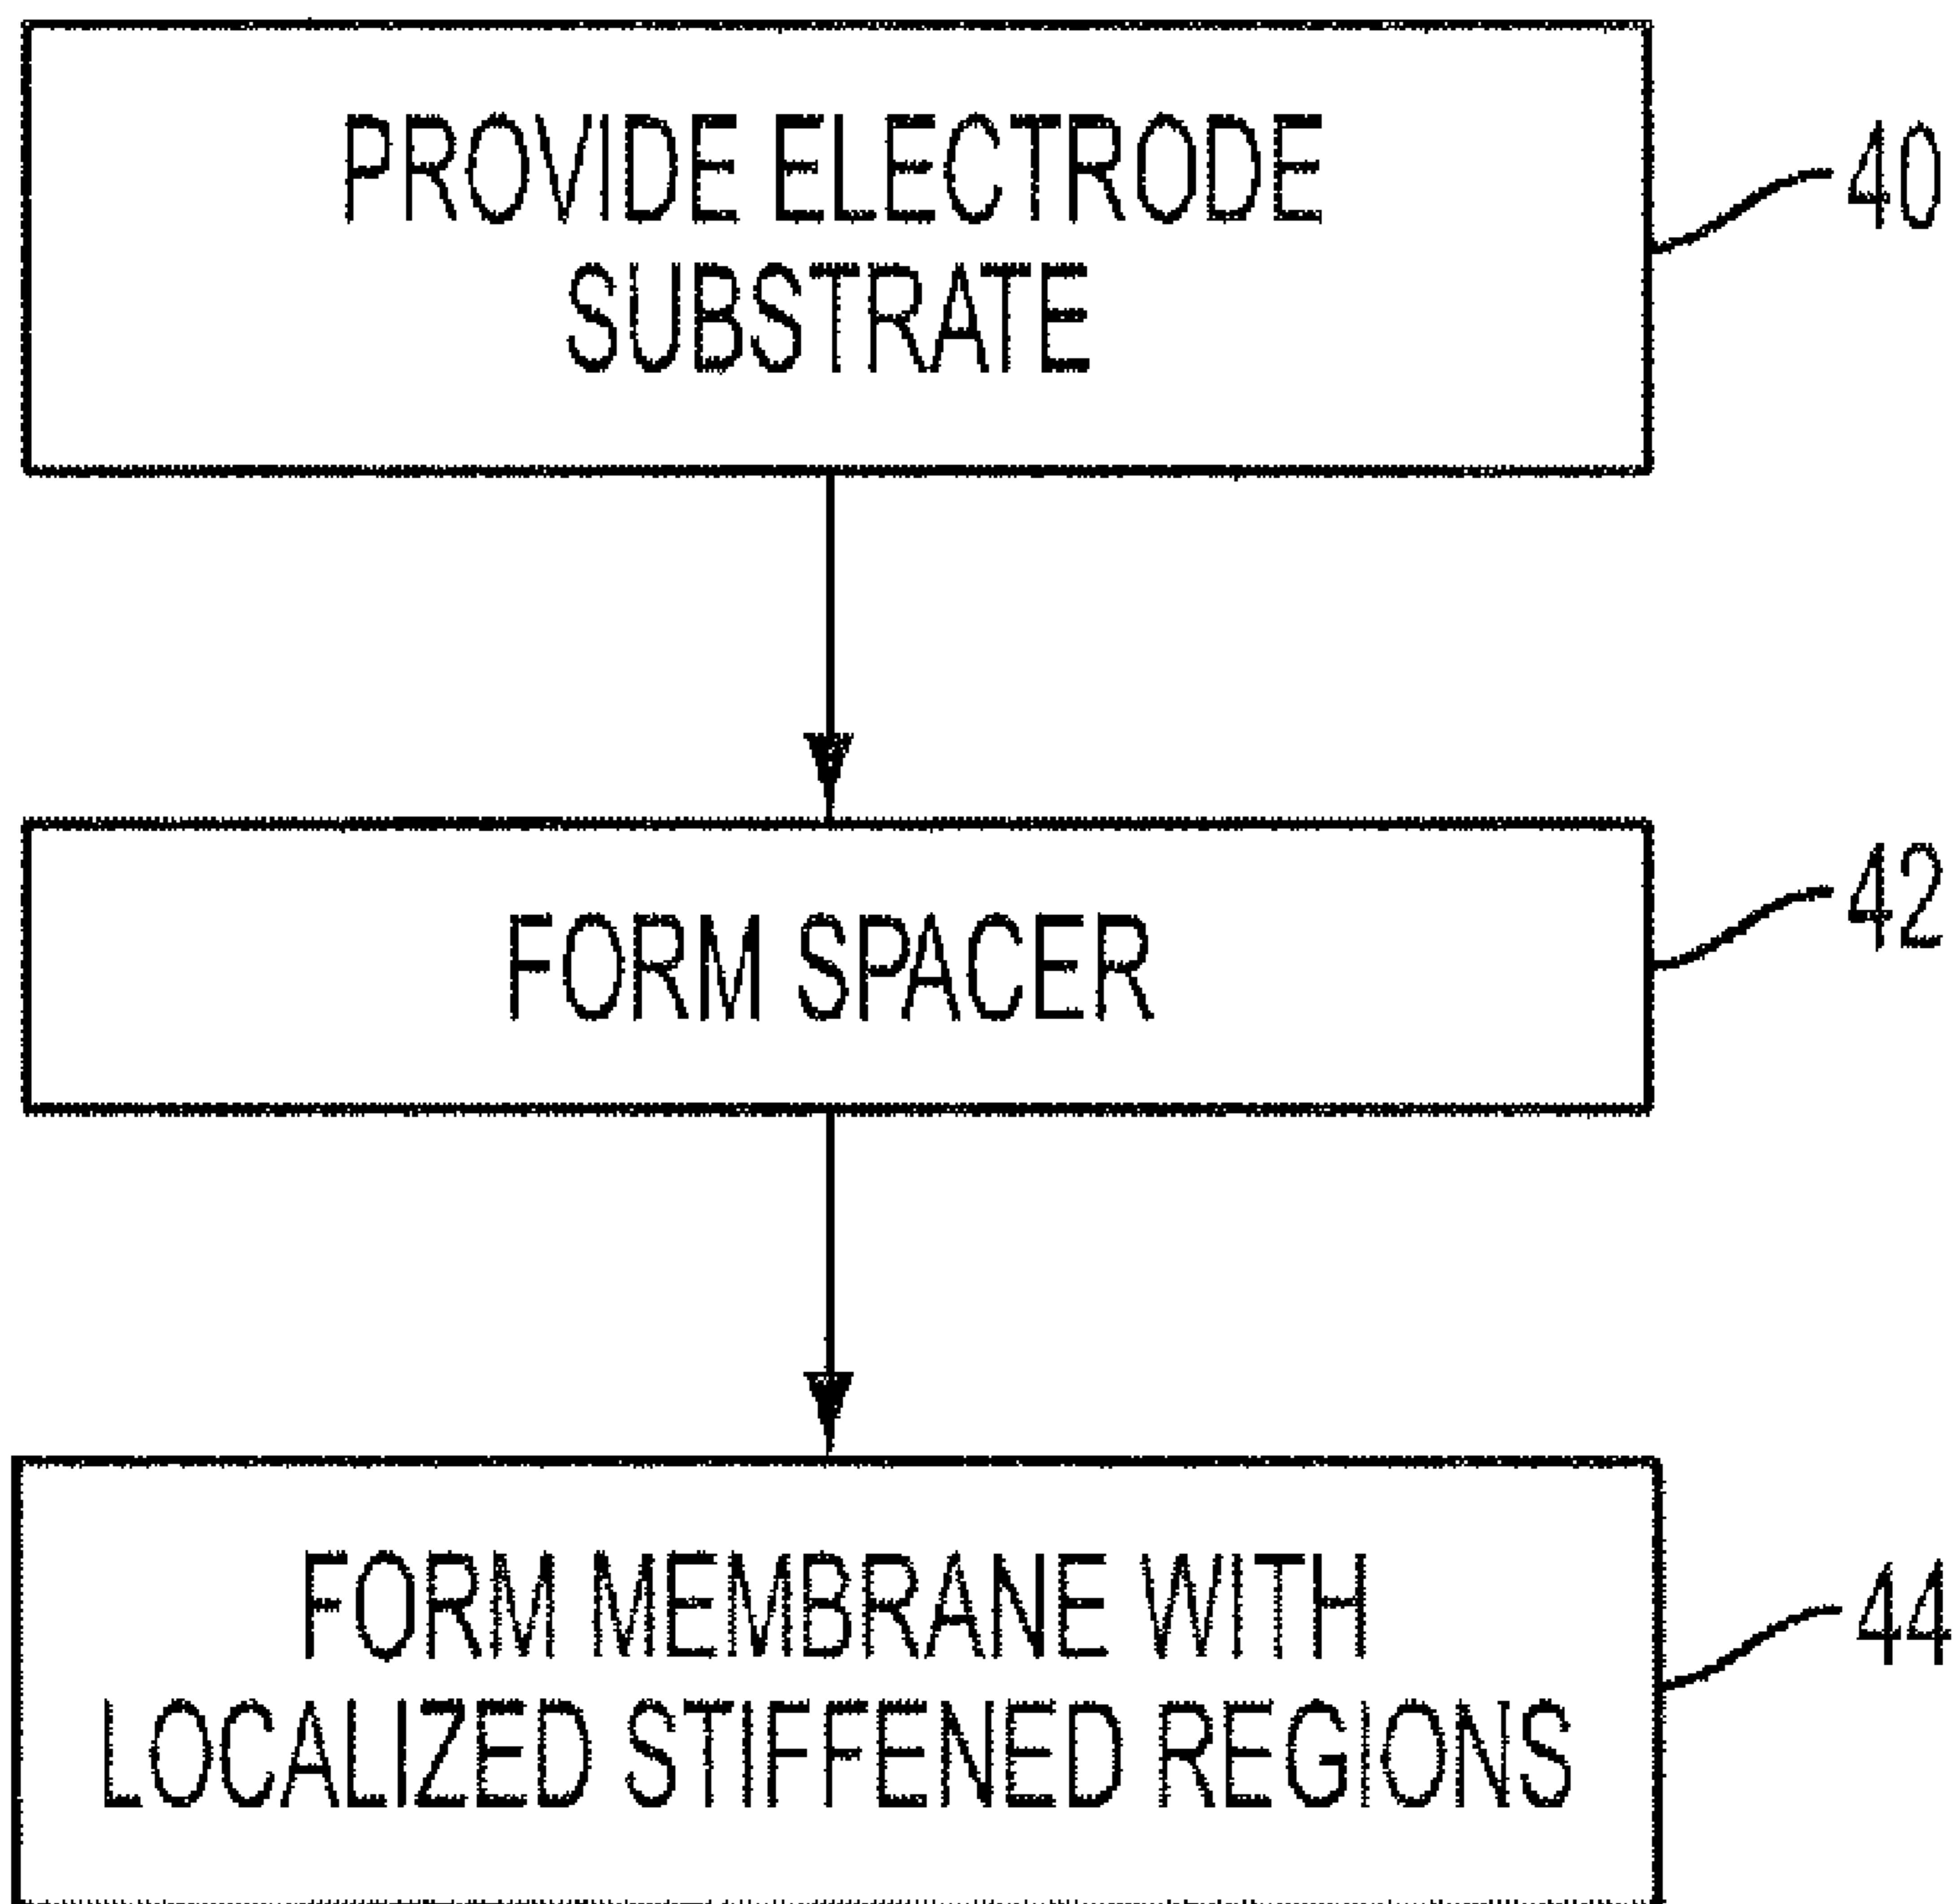 PROVIDE ELECTRODE
SUBSTRATE
40
FORM SPACER
42
FORM MEMBRANE WITH
LOCALIZED STIFFENED REGIONS
44